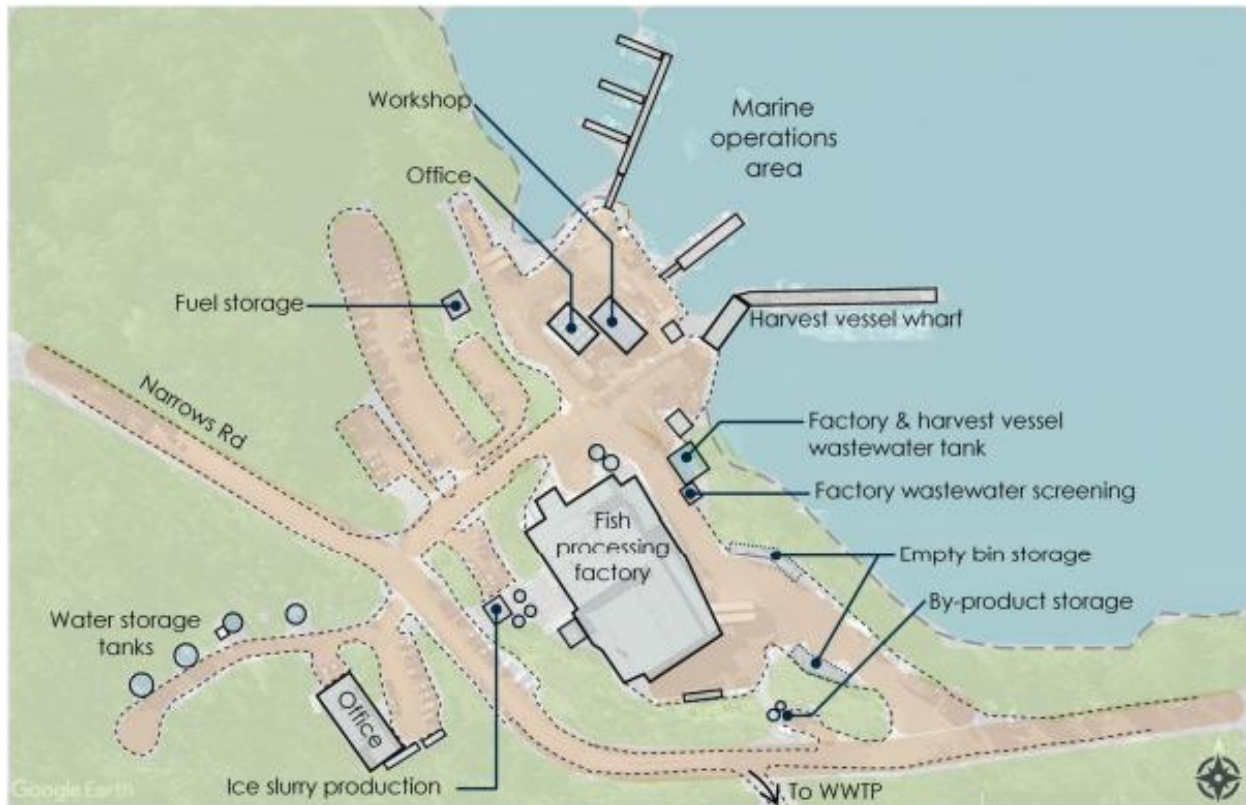 Workshop
Marine
operations
area
Office
Fuel storage
Harvest vessel wharf
Narrows Rd
Factory & harvest vessel
wastewater tank
Factory wastewater screening
Fish
processing
factory
Empty bin storage
By-product storage
Water storage
tanks
Office
Ice slurry production
To WWTP
Google Earth